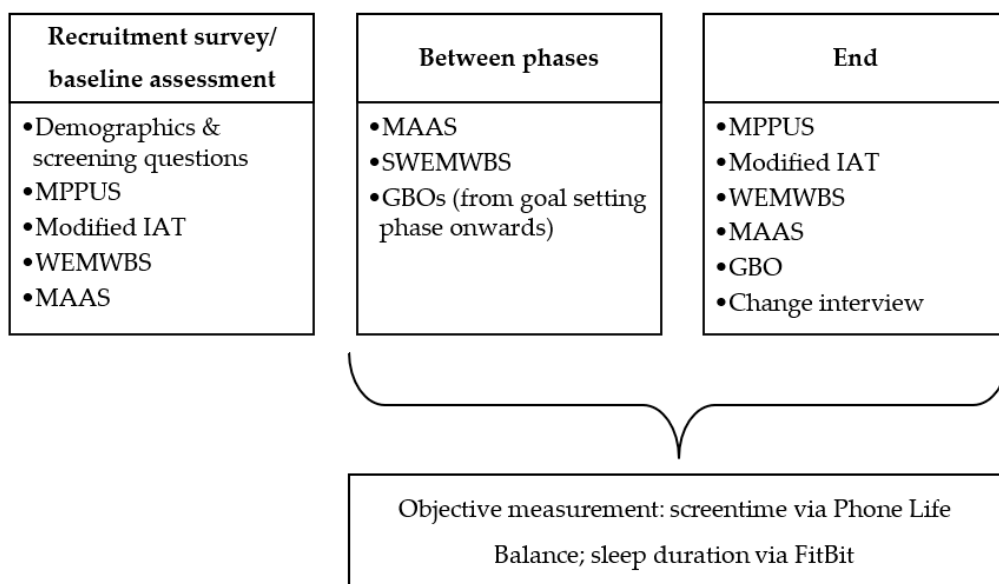 Recruitment survey/
baseline assessment
•Demographics &
screening questions
•MPPUS
•Modified IAT
•WEMWBS
•MAAS
Between phases
•MAAS
•SWEMWBS
•GBOs (from goal setting
phase onwards)
End
•MPPUS
•Modified IAT
•WEMWBS
•MAAS
•GBO
•Change interview
Objective measurement: screentime via Phone Life
Balance; sleep duration via FitBit